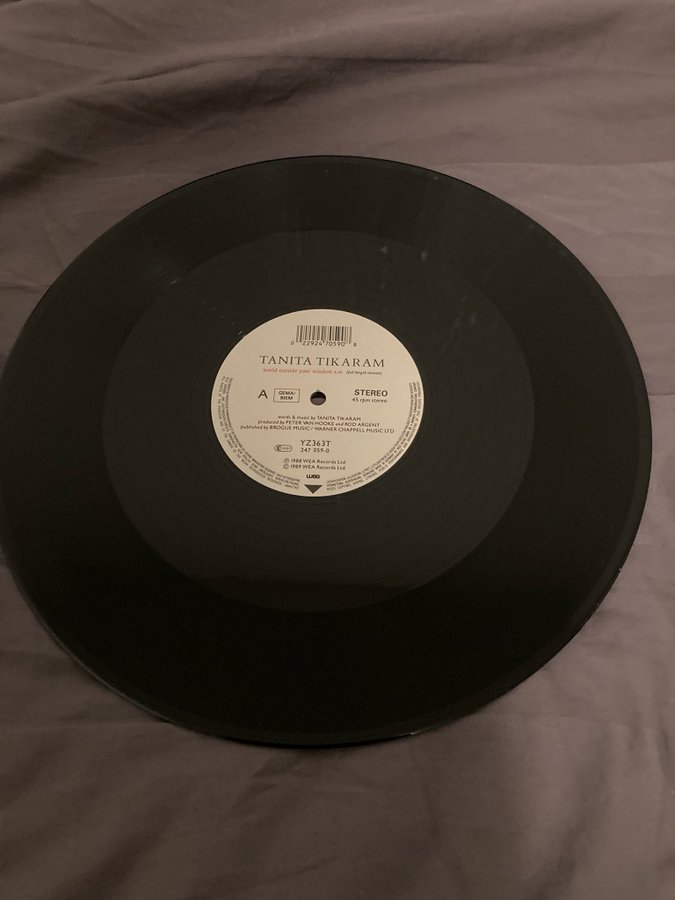 0 22924 70590 8
TANITA TIKARAM
world outside your window (full length version)
A GEMA/ BIEM STEREO
45 rpm stereo
words & music by TANITA TIKARAM
produced by PETER VAN HOOKE and ROD ARGENT
published by BROGUE MUSIC / WARNER CHAPPELL MUSIC LTD
YZ363T
247 059-0
℗ 1988 WEA Records Ltd
© 1989 WEA Records Ltd
wea